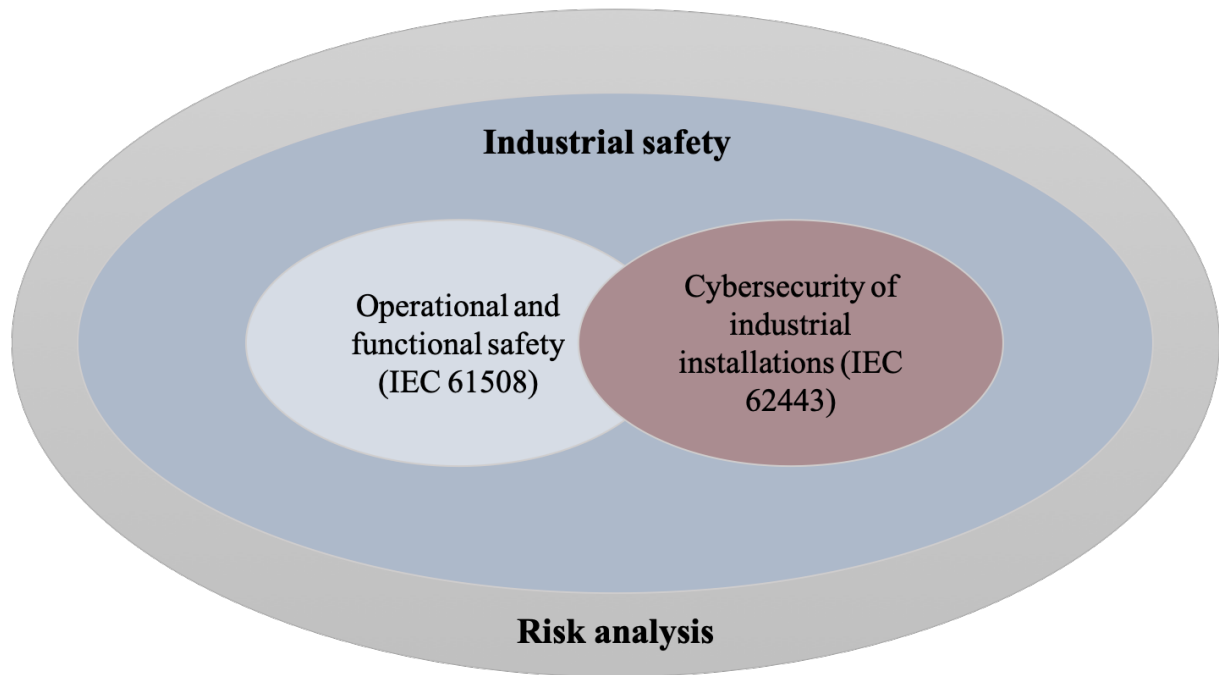 Industrial safety
Operational and
functional safety
(IEC 61508)
Cybersecurity of
industrial
installations (IEC
62443)
Risk analysis